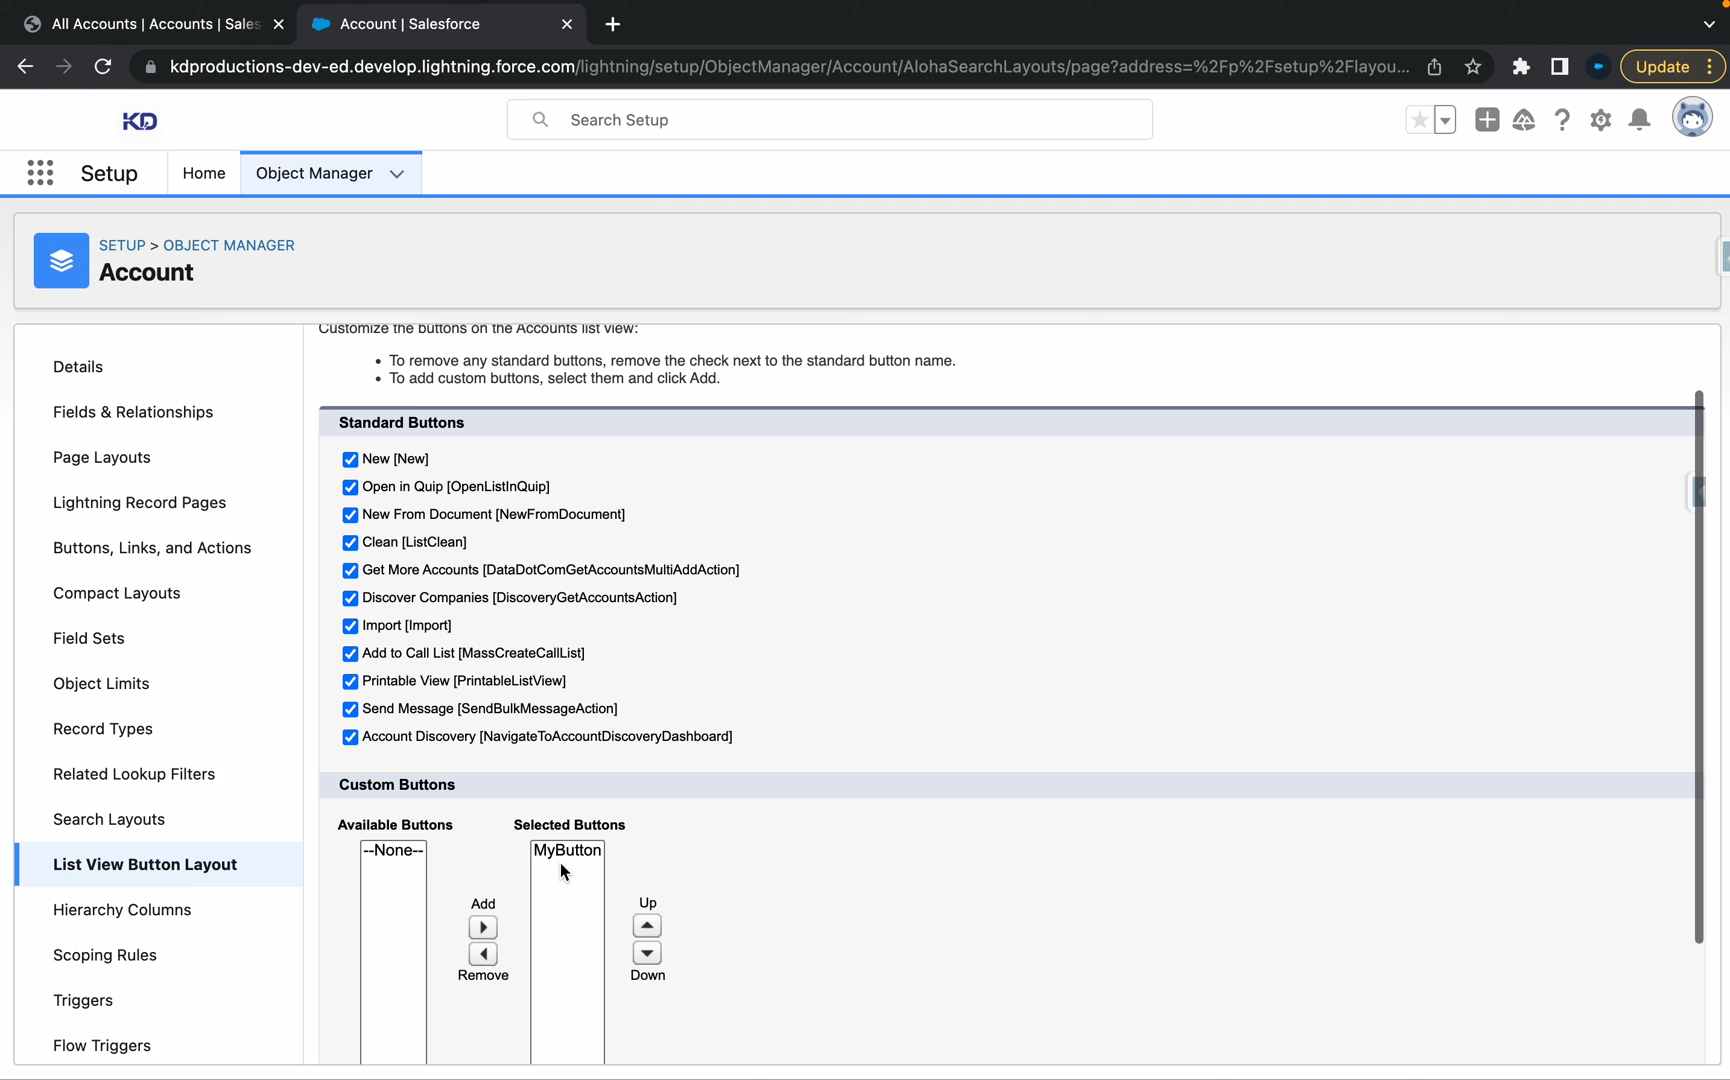 All Accounts | Accounts | Sales
Account | Salesforce
kdproductions-dev-ed.develop.lightning.force.com/lightning/setup/ObjectManager/Account/AlohaSearchLayouts/page?address=%2Fp%2Fsetup%2Flayou...
Update
KD
Search Setup
Setup
Home
Object Manager
SETUP > OBJECT MANAGER
Account
Details
Fields & Relationships
Page Layouts
Lightning Record Pages
Buttons, Links, and Actions
Compact Layouts
Field Sets
Object Limits
Record Types
Related Lookup Filters
Search Layouts
List View Button Layout
Hierarchy Columns
Scoping Rules
Triggers
Flow Triggers
Customize the buttons on the Accounts list view:
• To remove any standard buttons, remove the check next to the standard button name.
• To add custom buttons, select them and click Add.
Standard Buttons
New [New]
Open in Quip [OpenListInQuip]
New From Document [NewFromDocument]
Clean [ListClean]
Get More Accounts [DataDotComGetAccountsMultiAddAction]
Discover Companies [DiscoveryGetAccountsAction]
Import [Import]
Add to Call List [MassCreateCallList]
Printable View [PrintableListView]
Send Message [SendBulkMessageAction]
Account Discovery [NavigateToAccountDiscoveryDashboard]
Custom Buttons
Available Buttons
Selected Buttons
--None--
MyButton
Add
Remove
Up
Down